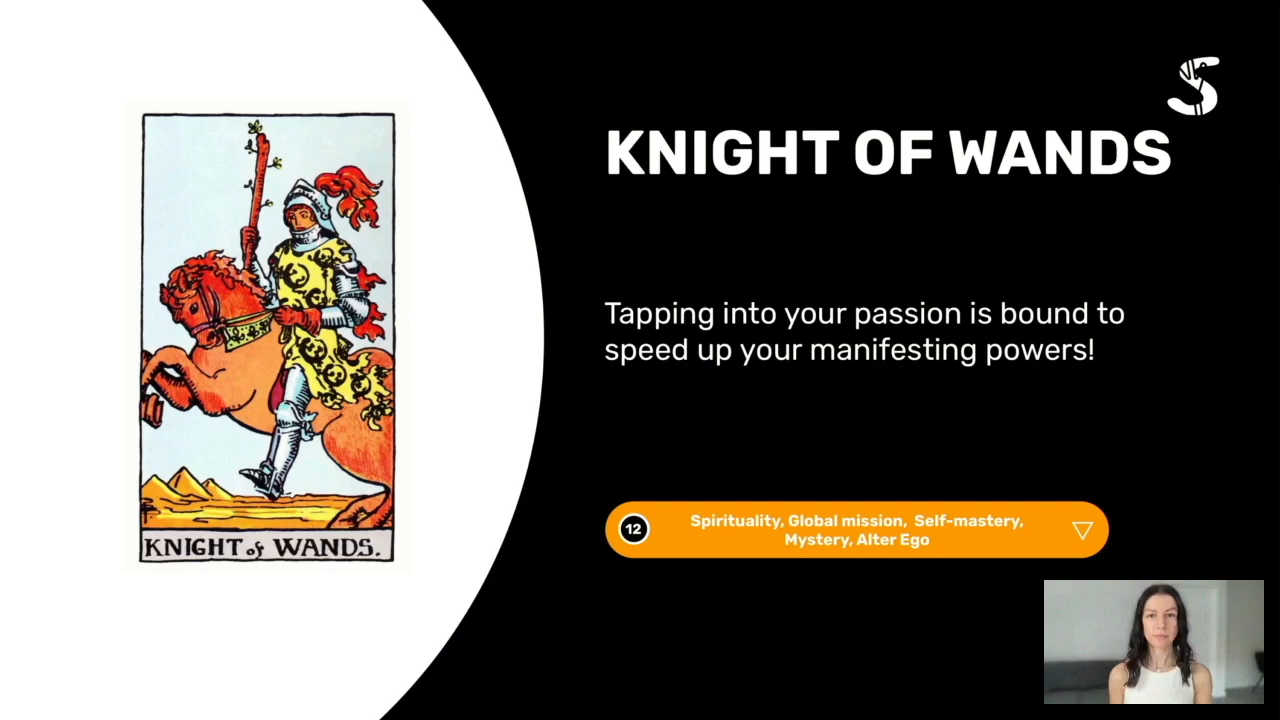 KNIGHT OF WANDS
Tapping into your passion is bound to
speed up your manifesting powers!
12
Spirituality, Global mission,  Self-mastery,
Mystery, Alter Ego
KNIGHT of WANDS.